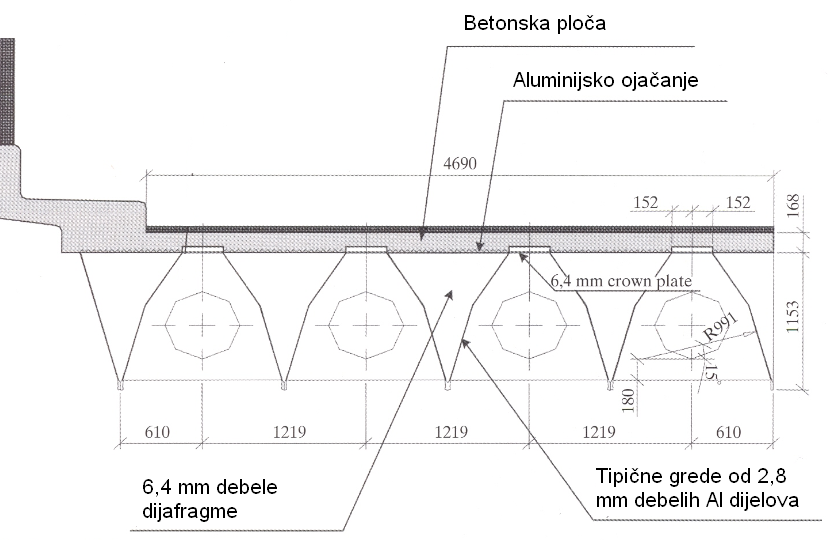 Betonska ploča
Aluminijsko ojačanje
4690
152
152
168
6,4 mm crown plate
R991
1153
15°
180
610
1219
1219
1219
610
6,4 mm debele
dijafragme
Tipične grede od 2,8
mm debelih Al dijelova